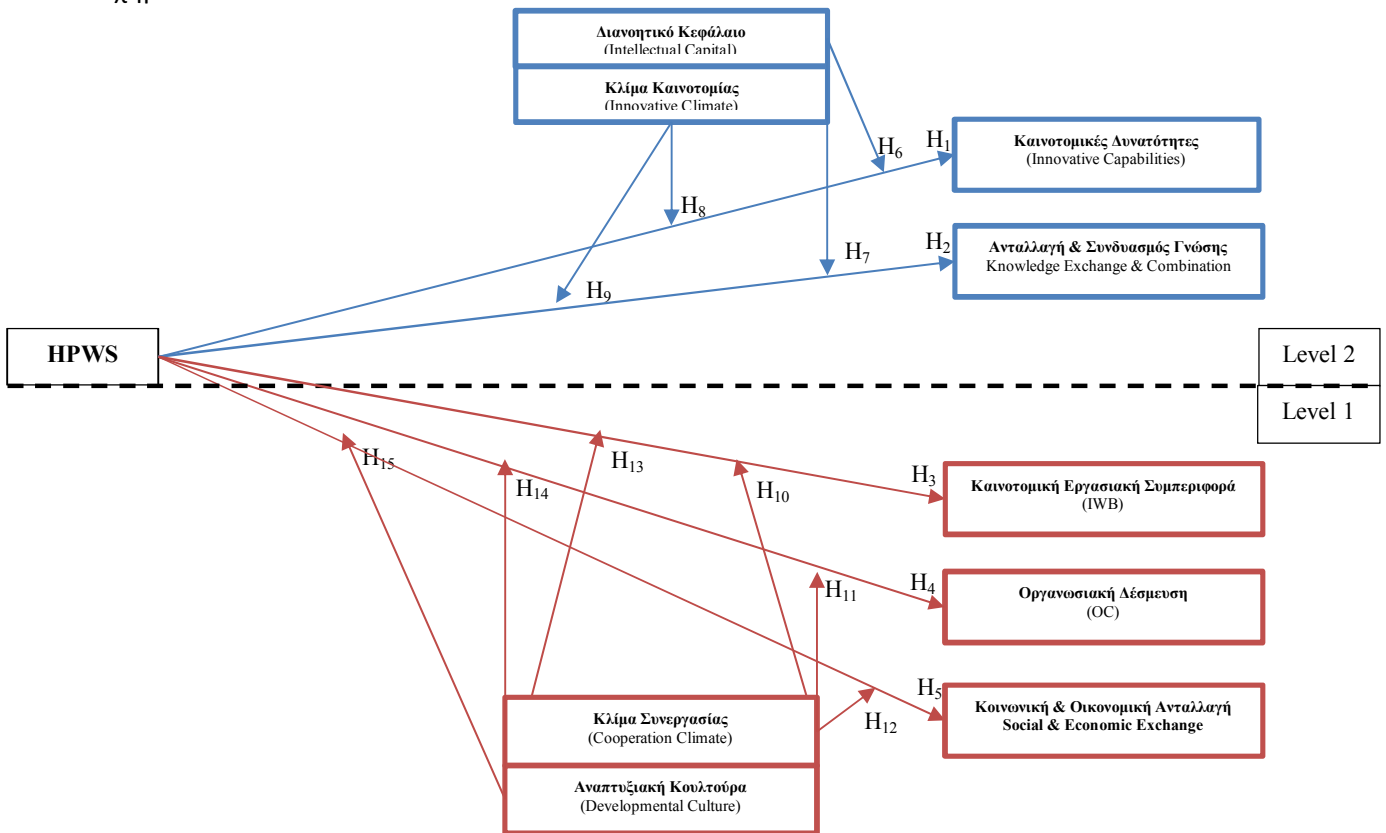 Διανοητικό Κεφάλαιο
(Intellectual Capital)
Κλίμα Καινοτομίας
(Innovative Climate)
H6
H1
Καινοτομικές Δυνατότητες
(Innovative Capabilities)
H8
H7
H2
Ανταλλαγή & Συνδυασμός Γνώσης
Knowledge Exchange & Combination
H9
HPWS
Level 2
Level 1
H15
H14
H13
H10
H3
Καινοτομική Εργασιακή Συμπεριφορά
(IWB)
H11
H4
Οργανωσιακή Δέσμευση
(OC)
H12
H5
Κοινωνική & Οικονομική Ανταλλαγή
Social & Economic Exchange
Κλίμα Συνεργασίας
(Cooperation Climate)
Αναπτυξιακή Κουλτούρα
(Developmental Culture)